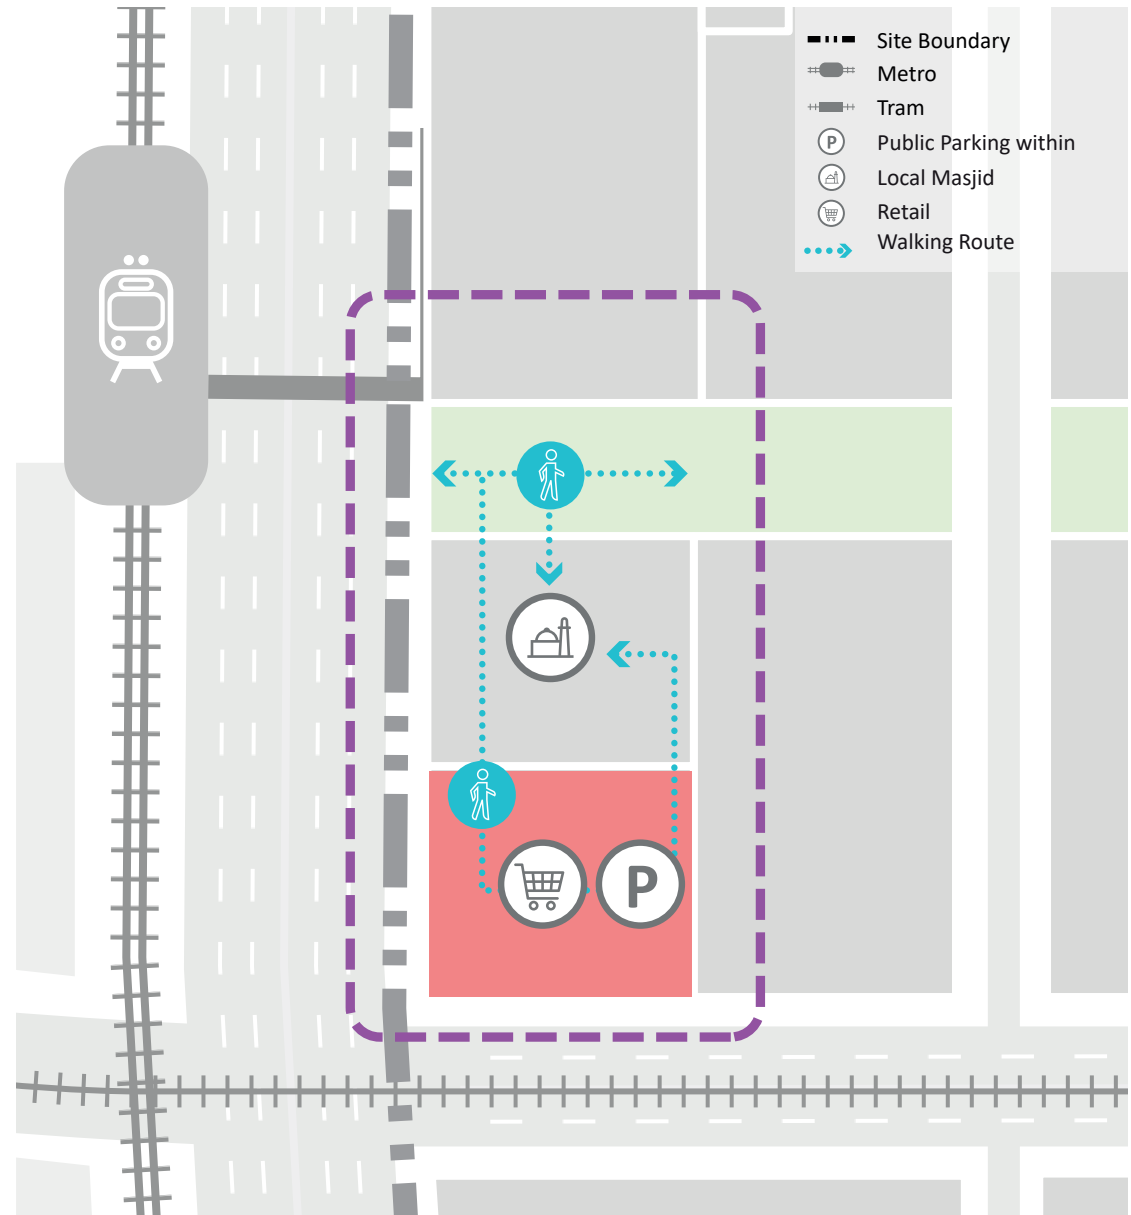 Site Boundary
Metro
Tram
P Public Parking within
Local Masjid
Retail
Walking Route
P